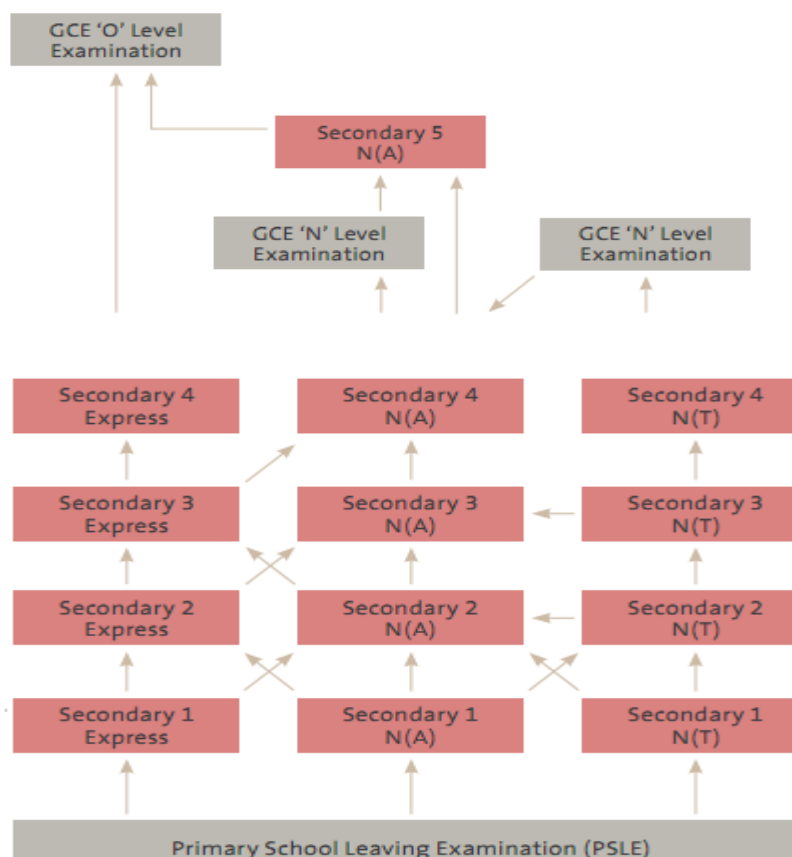 GCE ‘O’ Level
Examination
Secondary 5
N(A)
GCE ‘N’ Level
Examination
GCE ‘N’ Level
Examination
Secondary 4
Express
Secondary 4
N(A)
Secondary 4
N(T)
Secondary 3
Express
Secondary 3
N(A)
Secondary 3
N(T)
Secondary 2
Express
Secondary 2
N(A)
Secondary 2
N(T)
Secondary 1
Express
Secondary 1
N(A)
Secondary 1
N(T)
Primary School Leaving Examination (PSLE)